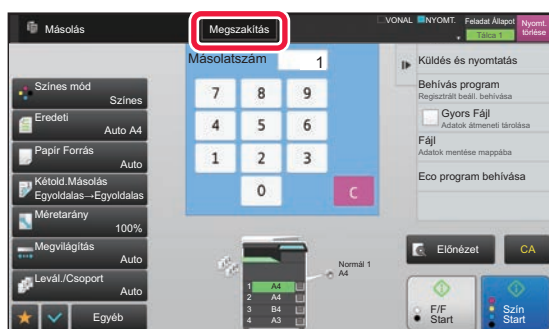 Másolás
Megszakítás
VONAL
NYOMT.
Feladat Állapot
Tálca 1
Nyomt.
törlése
Másolatszám
1
Színes mód
Színes
Eredeti
Auto A4
Papír Forrás
Auto
Kétold.Másolás
Egyoldalas→Egyoldalas
Méretarány
100%
Megvilágítás
Auto
Levál./Csoport
Auto
Egyéb
7 8 9
4 5 6
1 2 3
0 C
Normál 1
A4
1 A4
2 A4
3 B4
4 A3
Küldés és nyomtatás
Behívás program
Regisztrált beáll. behívása
Gyors Fájl
Adatok átmeneti tárolása
Fájl
Adatok mentése mappába
Eco program behívása
Előnézet
CA
F/F
Start
Szín
Start